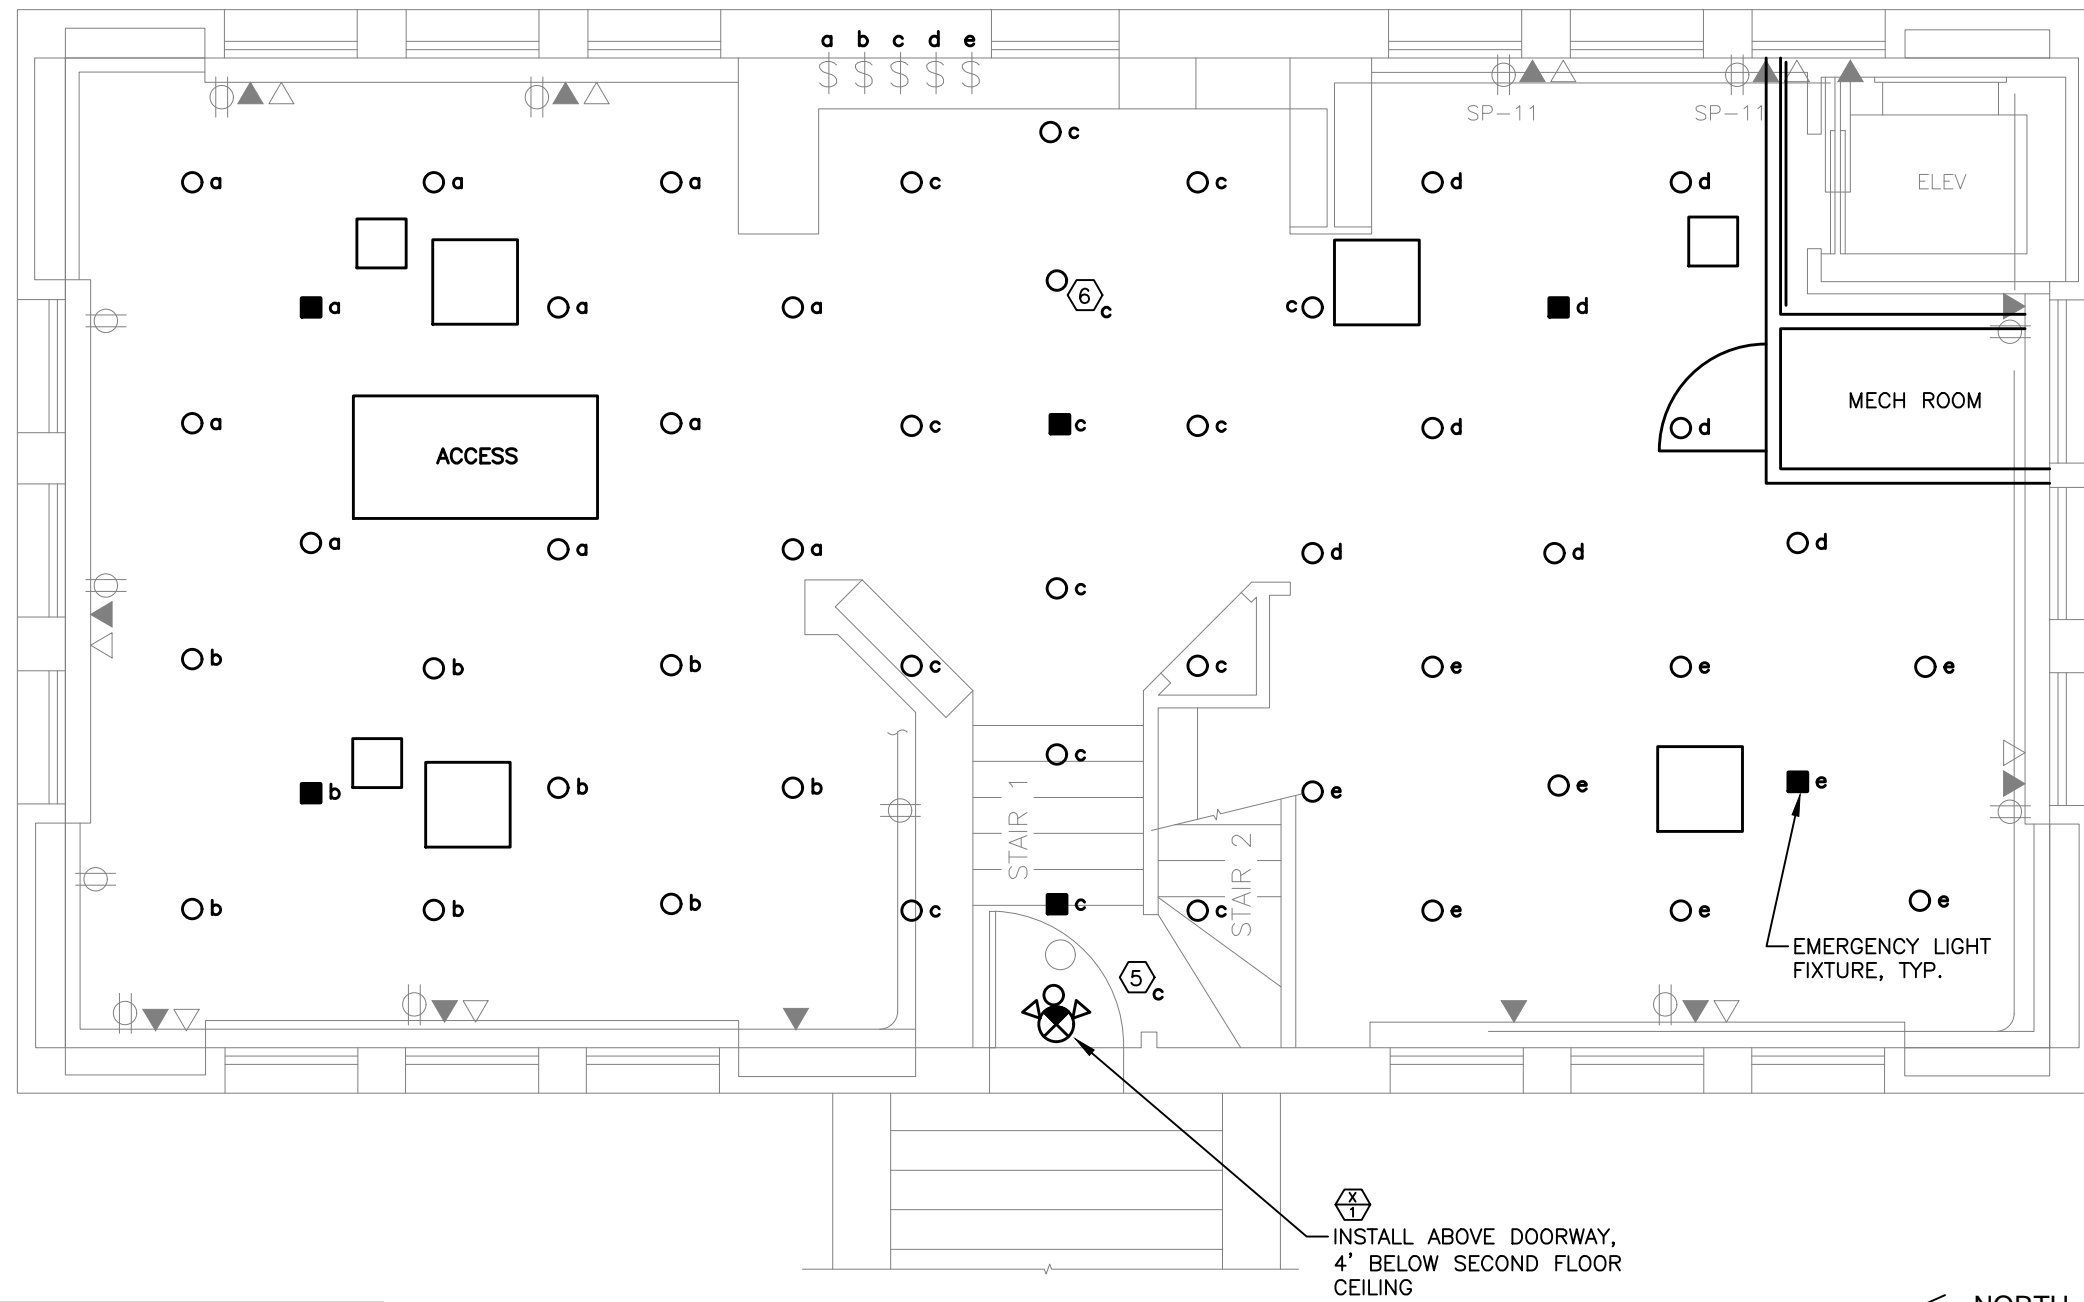 a b c d e
SP-11 SP-11
c
a a a c c d d
ELEV
a a a c d
6
c
MECH ROOM
a a c c c d d
ACCESS
a a a d d d
c
b b b c c e e e
c
b b b e e e
STAIR 1
STAIR 2
b b b c c c e e e
EMERGENCY LIGHT
FIXTURE, TYP.
5
c
X
1
INSTALL ABOVE DOORWAY,
4' BELOW SECOND FLOOR
CEILING
NORTH